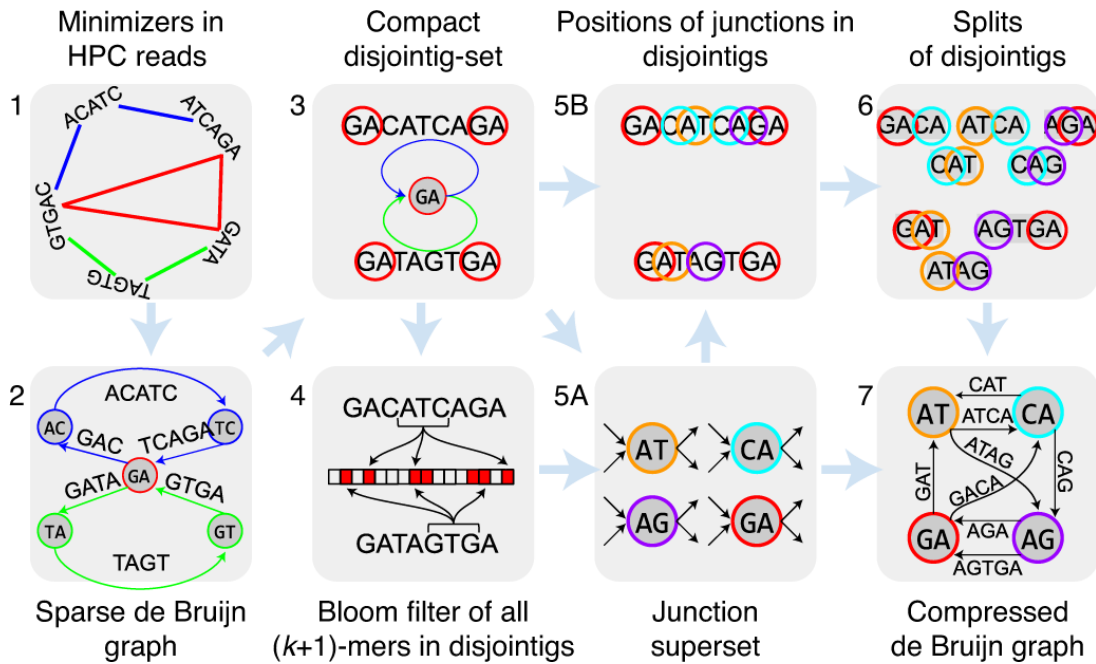 Minimizers in
HPC reads
Compact
disjointig-set
Positions of junctions in
disjointigs
Splits
of disjointigs
1
ACATC
ATCAGA
GTGAC
GATA
TAGTG
3
GACATCAGA
GA
GATAGTGA
5B
GACATCAGA
GATAGTGA
6
GACA ATCA AGA
CAT CAG
GAT AGTGA
ATAG
2
ACATC
AC TC
GAC TCAGA
GA
GATA GTGA
TA GT
TAGT
4
GACATCAGA
GATAGTGA
5A
AT CA
AG GA
7
CAT
AT CA
ATCA
ATAG
GAT GACA CAG
AGA
GA AG
AGTGA
Sparse de Bruijn
graph
Bloom filter of all
(k+1)-mers in disjointigs
Junction
superset
Compressed
de Bruijn graph